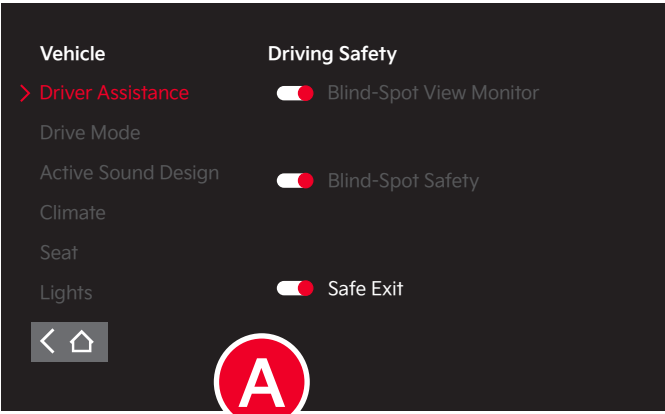 Vehicle
Driver Assistance
Drive Mode
Active Sound Design
Climate
Seat
Lights
Driving Safety
Blind-Spot View Monitor
Blind-Spot Safety
Safe Exit
A